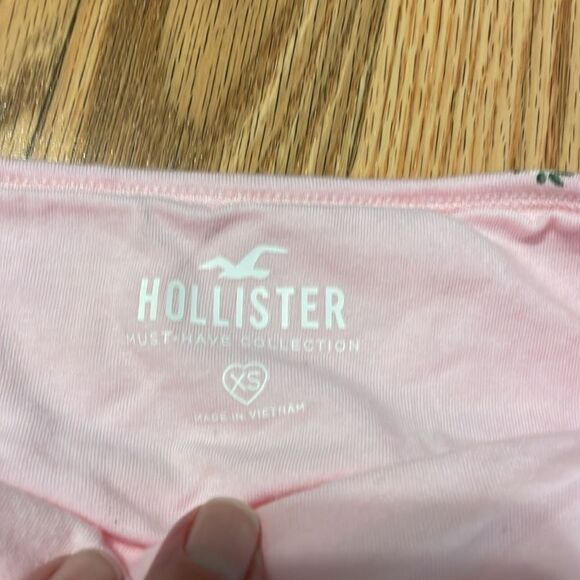 HOLLISTER
MUST-HAVE COLLECTION
XS
MADE IN VIETNAM